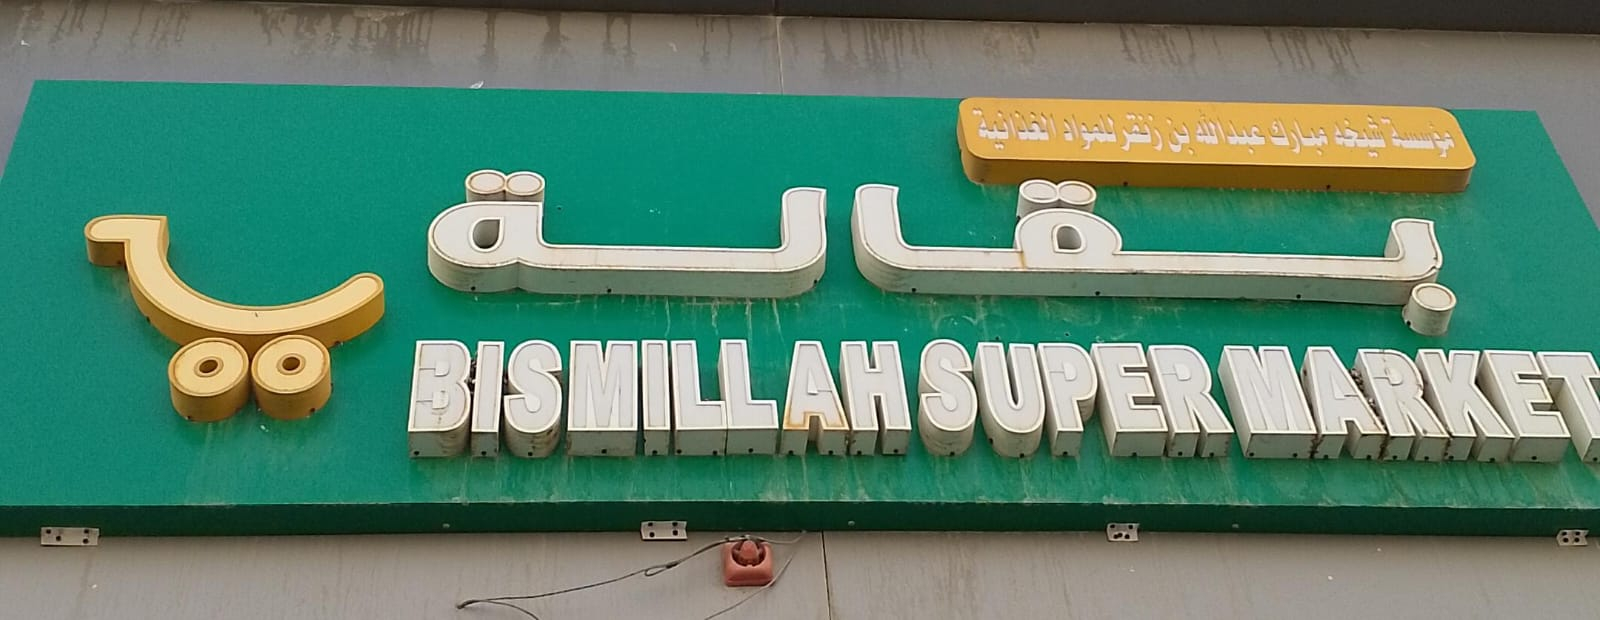 مؤسسة شيخه مبارك عبدالله بن زنقر للمواد الغذائية
بقالة
BISMILLAH SUPER MARKET